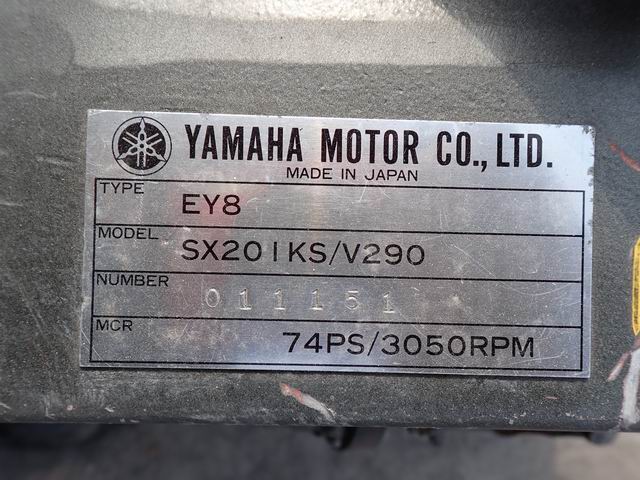 YAMAHA MOTOR CO., LTD.
MADE IN JAPAN
TYPE
EY8
MODEL
SX201KS/V290
NUMBER
011151
MCR
74PS/3050RPM